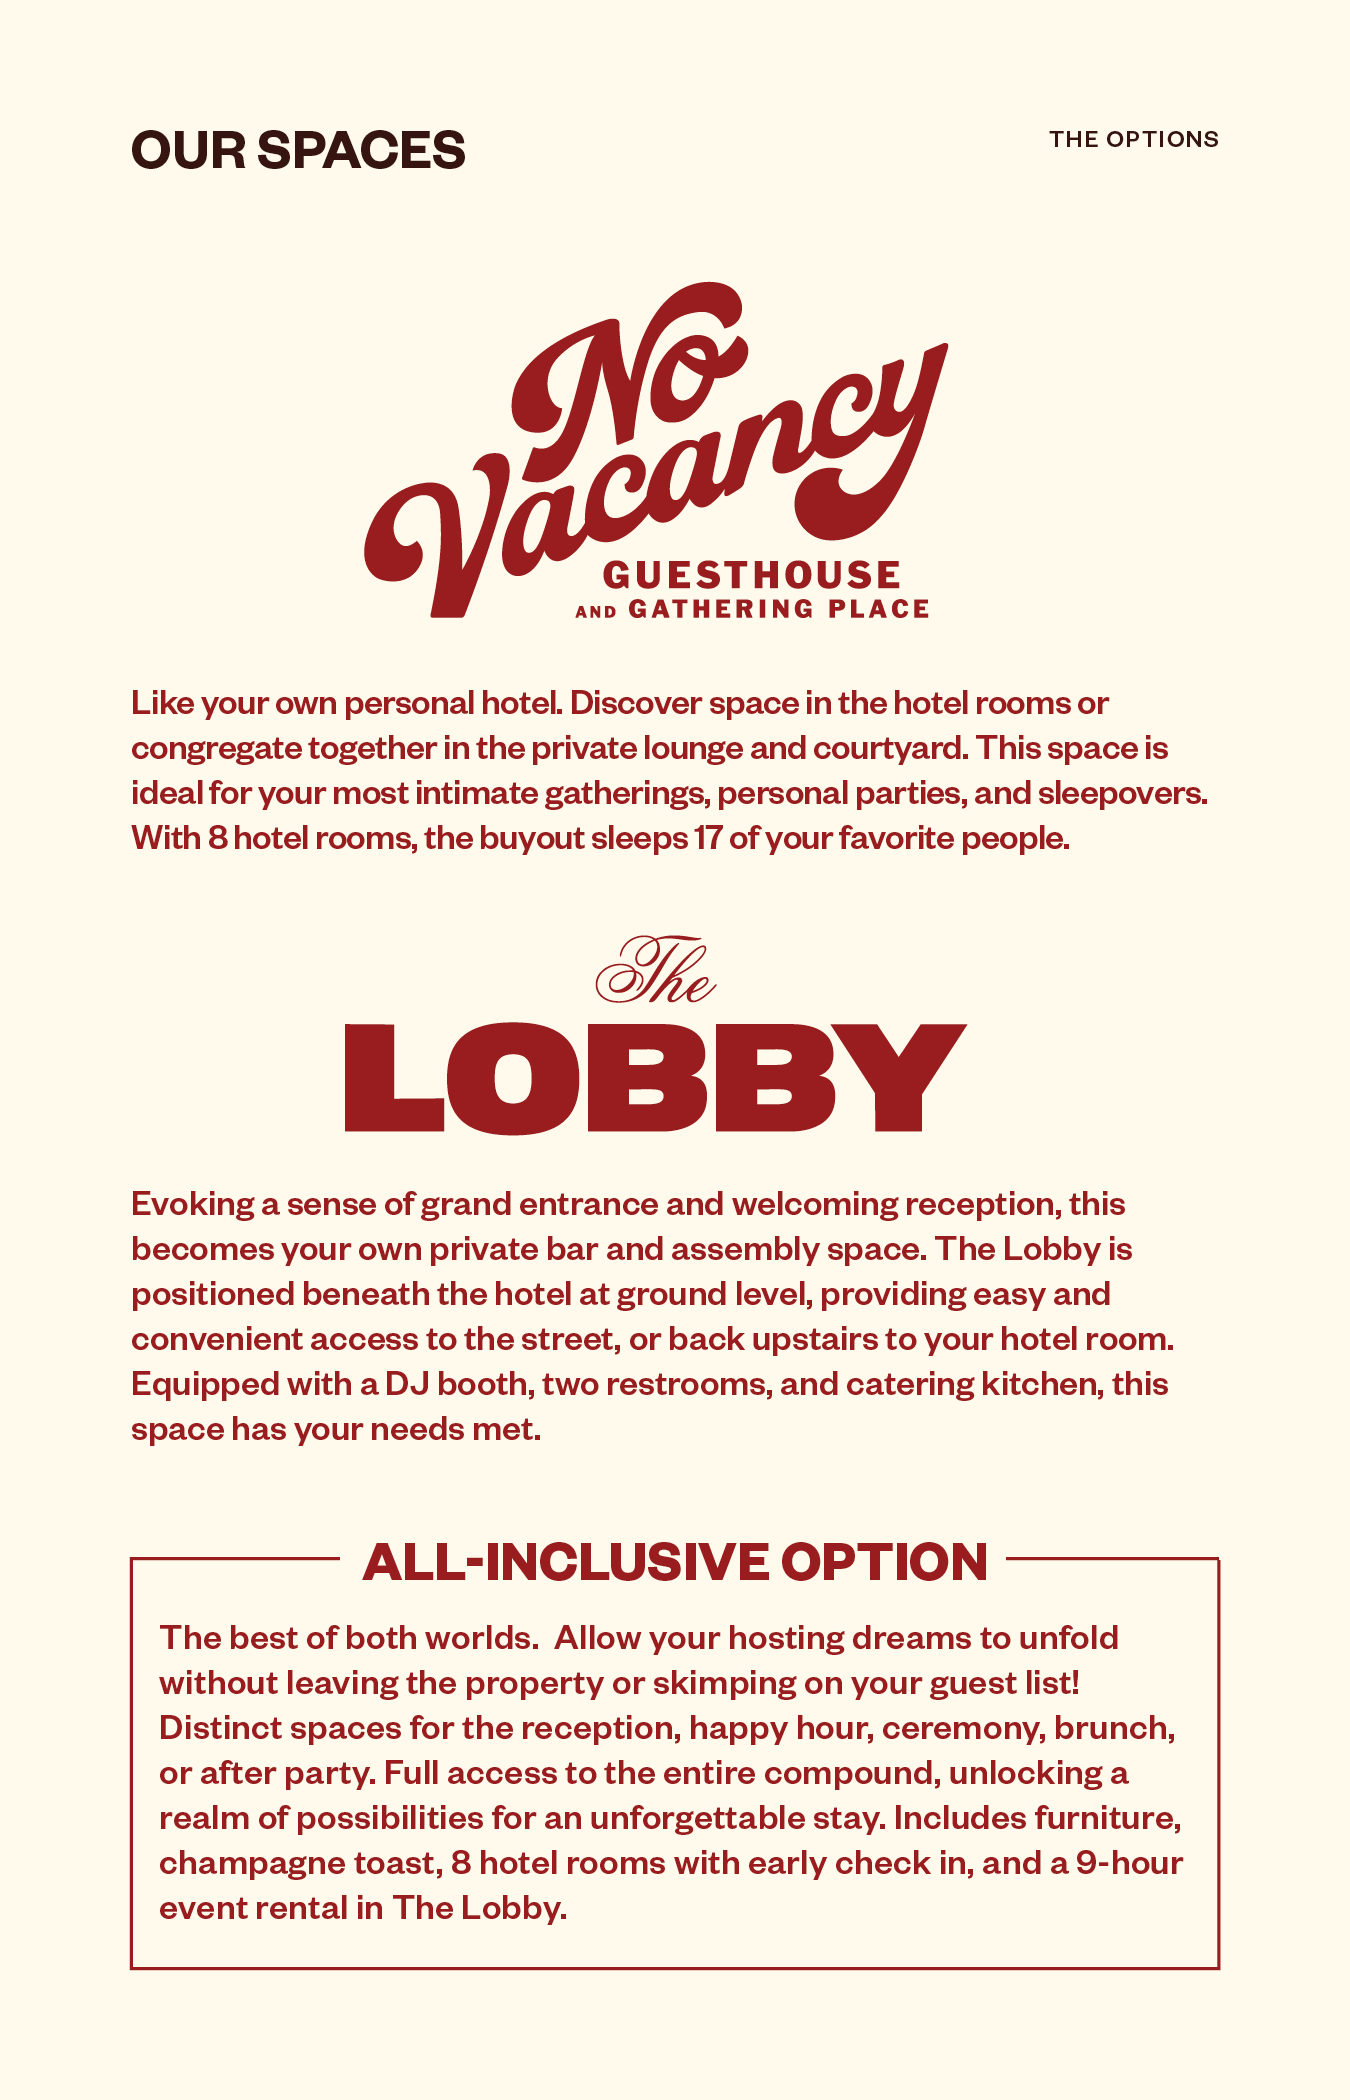 OUR SPACES
THE OPTIONS
No
Vacancy
GUESTHOUSE
AND GATHERING PLACE
Like your own personal hotel. Discover space in the hotel rooms or
congregate together in the private lounge and courtyard. This space is
ideal for your most intimate gatherings, personal parties, and sleepovers.
With 8 hotel rooms, the buyout sleeps 17 of your favorite people.
The
LOBBY
Evoking a sense of grand entrance and welcoming reception, this
becomes your own private bar and assembly space. The Lobby is
positioned beneath the hotel at ground level, providing easy and
convenient access to the street, or back upstairs to your hotel room.
Equipped with a DJ booth, two restrooms, and catering kitchen, this
space has your needs met.
ALL-INCLUSIVE OPTION
The best of both worlds.  Allow your hosting dreams to unfold
without leaving the property or skimping on your guest list!
Distinct spaces for the reception, happy hour, ceremony, brunch,
or after party. Full access to the entire compound, unlocking a
realm of possibilities for an unforgettable stay. Includes furniture,
champagne toast, 8 hotel rooms with early check in, and a 9-hour
event rental in The Lobby.